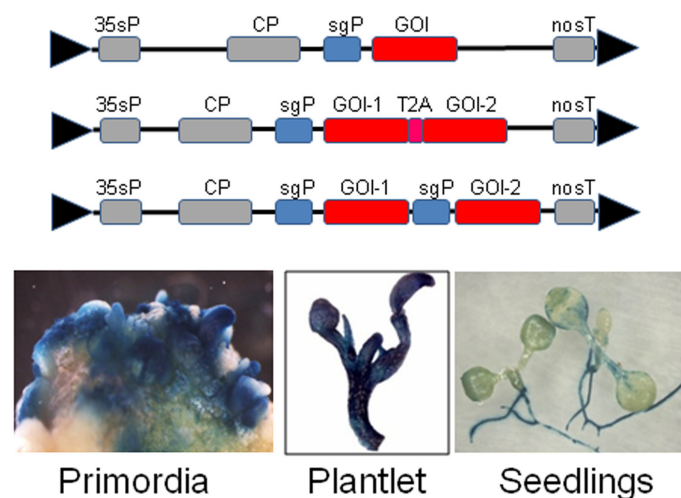 35sP CP sgP GOI nosT
35sP CP sgP GOI-1 T2A GOI-2 nosT
35sP CP sgP GOI-1 sgP GOI-2 nosT
Primordia Plantlet Seedlings